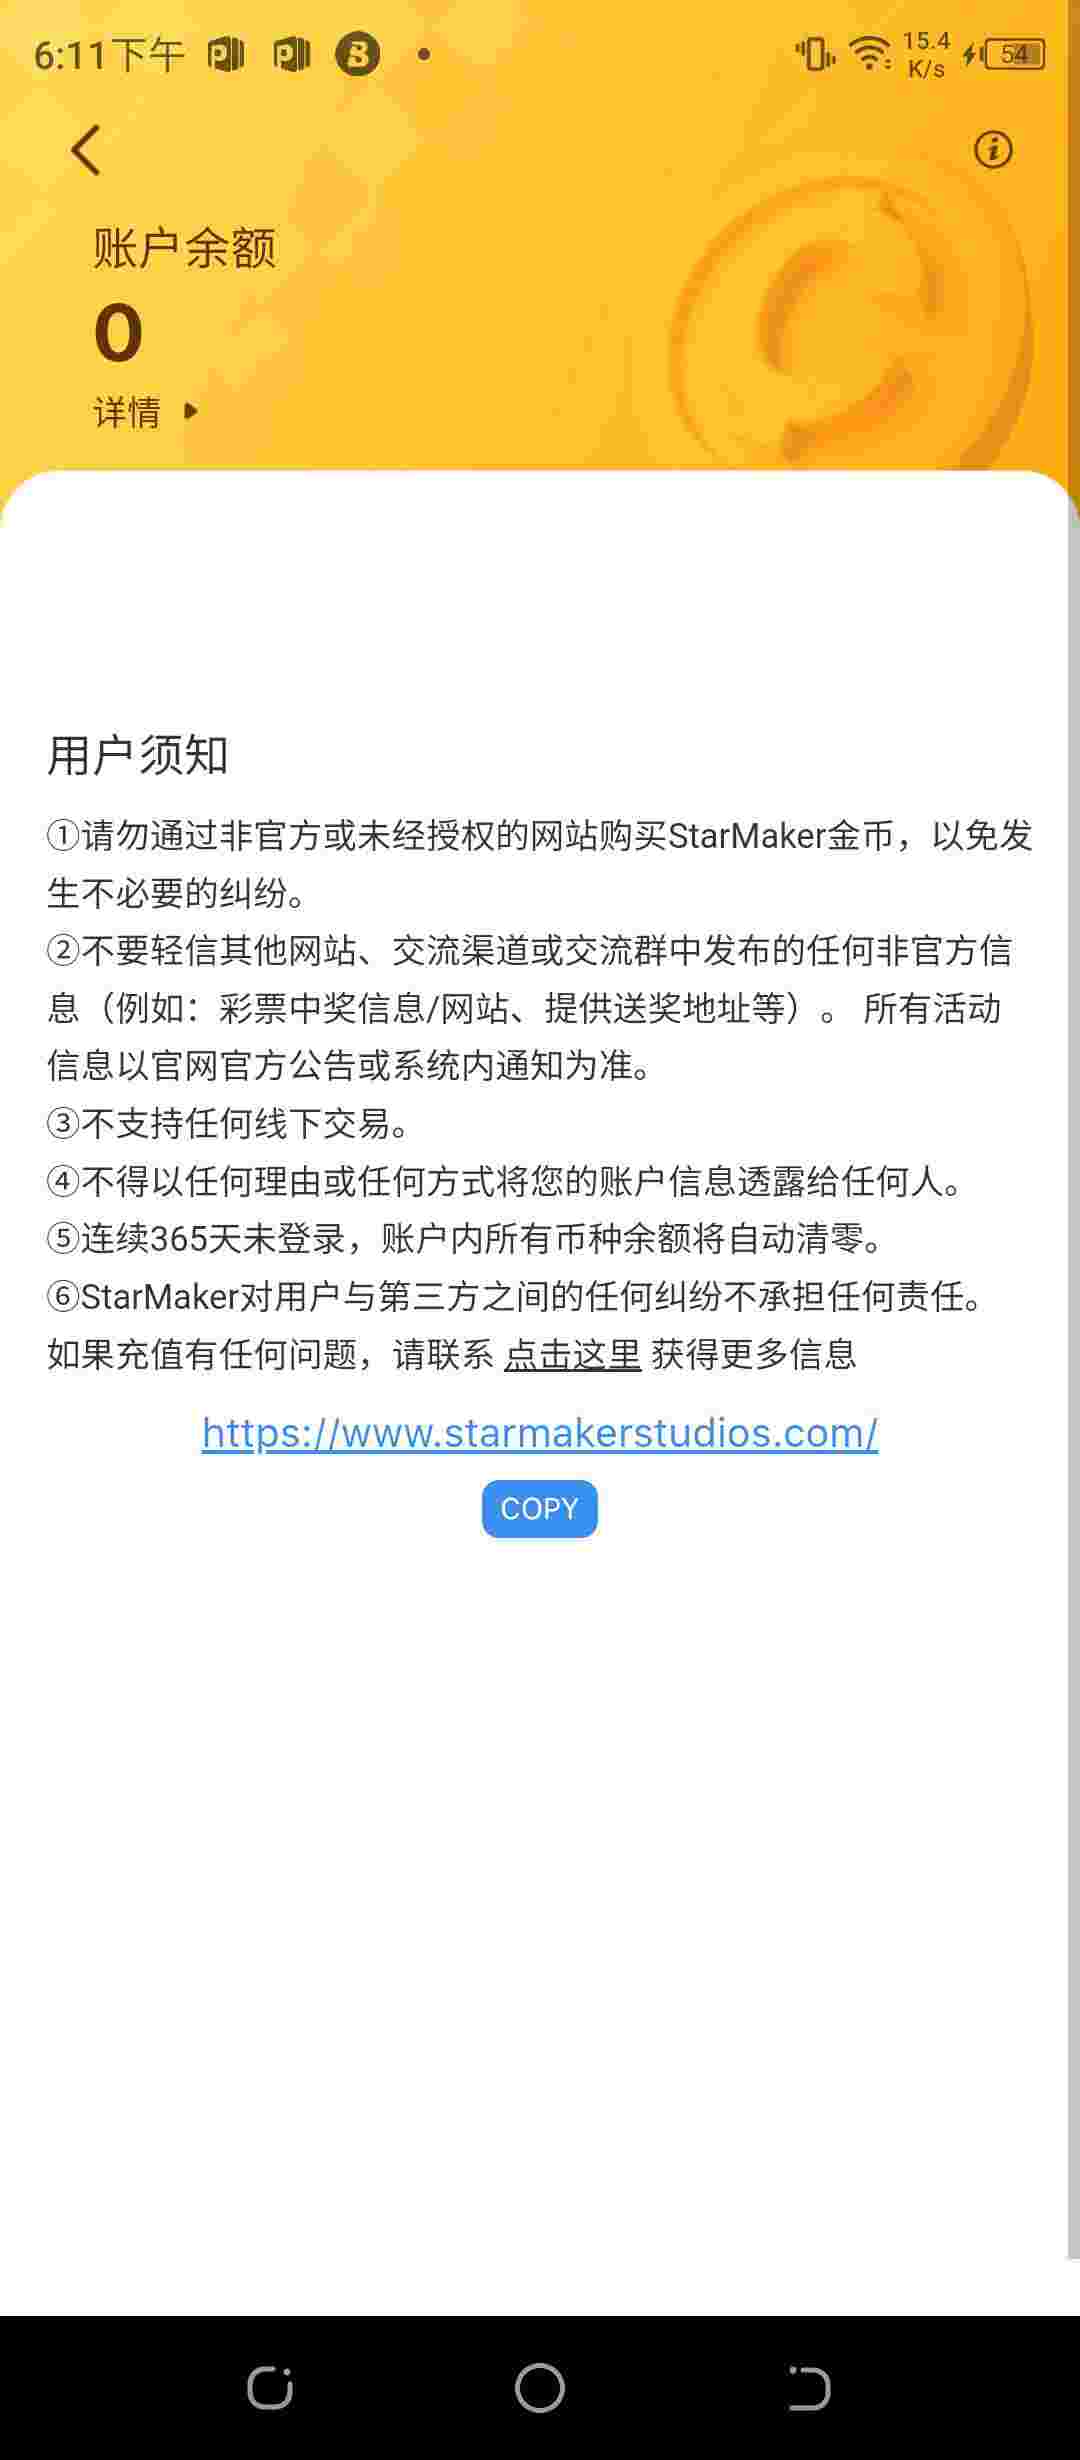 6:11下午
15.4
K/s
54
账户余额
0
详情
用户须知
①请勿通过非官方或未经授权的网站购买StarMaker金币，以免发
生不必要的纠纷。
②不要轻信其他网站、交流渠道或交流群中发布的任何非官方信
息（例如：彩票中奖信息/网站、提供送奖地址等）。 所有活动
信息以官网官方公告或系统内通知为准。
③不支持任何线下交易。
④不得以任何理由或任何方式将您的账户信息透露给任何人。
⑤连续365天未登录，账户内所有币种余额将自动清零。
⑥StarMaker对用户与第三方之间的任何纠纷不承担任何责任。
如果充值有任何问题，请联系 点击这里 获得更多信息
https://www.starmakerstudios.com/
COPY